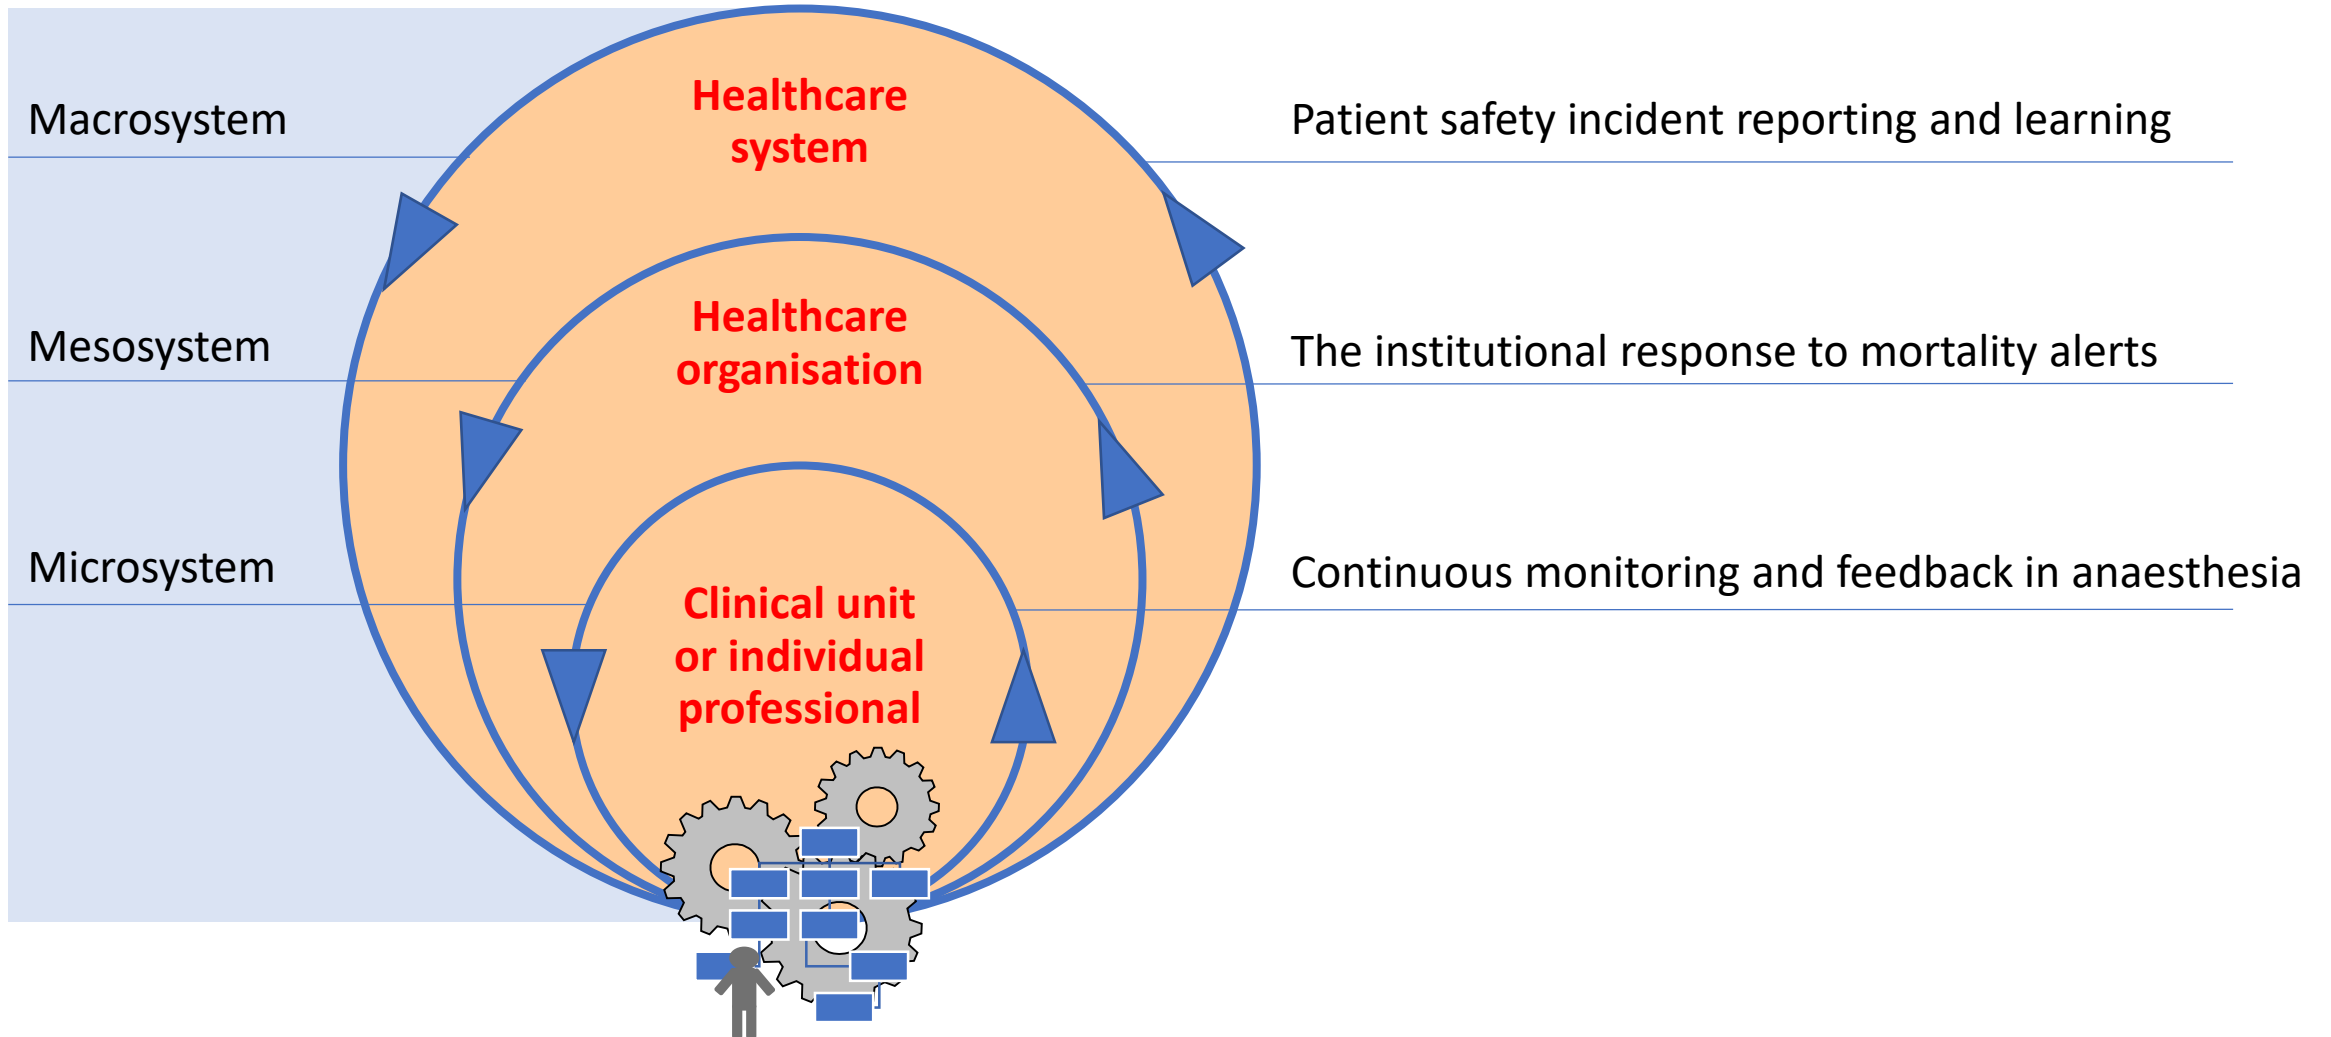 Macrosystem
Healthcare
system
Patient safety incident reporting and learning
Mesosystem
Healthcare
organisation
The institutional response to mortality alerts
Microsystem
Clinical unit
or individual
professional
Continuous monitoring and feedback in anaesthesia